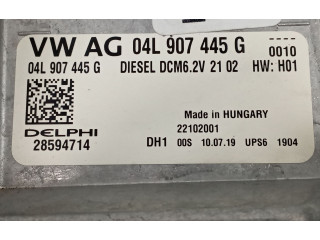 VW AG 04L 907 445 G 0010
04L 907 445 G DIESEL DCM6.2V 21 02 HW: H01
Made in HUNGARY
22102001
DELPHI
28594714
DH1 00S 10.07.19 UPS6 1904